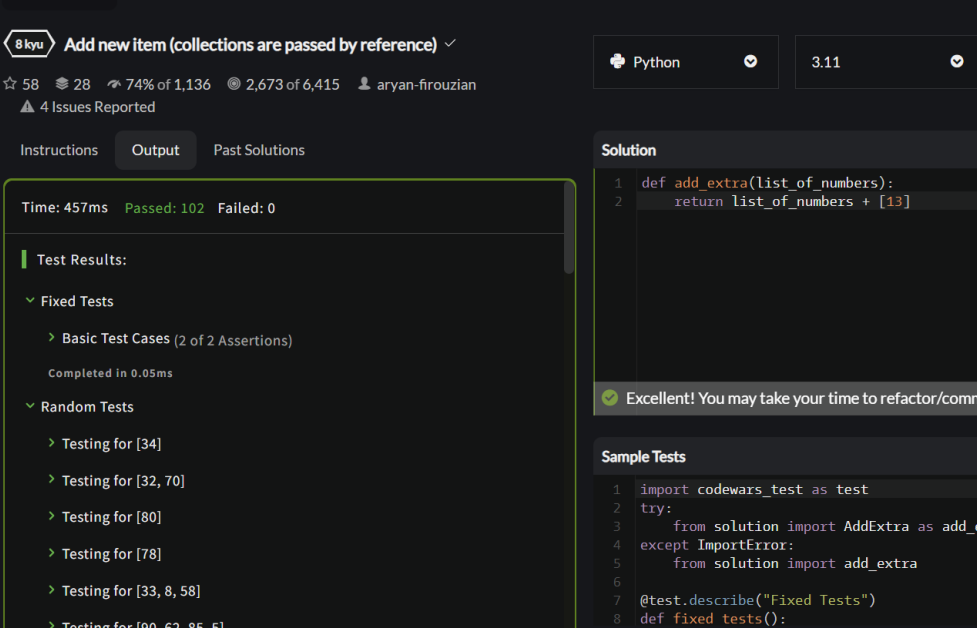 8 kyu Add new item (collections are passed by reference)
58 28 74% of 1,136 2,673 of 6,415 aryan-firouzian
4 Issues Reported
Instructions Output Past Solutions
Time: 457ms Passed: 102 Failed: 0
Test Results:
Fixed Tests
Basic Test Cases (2 of 2 Assertions)
Completed in 0.05ms
Random Tests
Testing for [34]
Testing for [32, 70]
Testing for [80]
Testing for [78]
Testing for [33, 8, 58]
Testing for [90, 62, 85, 5]
Python 3.11
Solution
1 def add_extra(list_of_numbers):
2 return list_of_numbers + [13]
Excellent! You may take your time to refactor/comm
Sample Tests
1 import codewars_test as test
2 try:
3 from solution import AddExtra as add_
4 except ImportError:
5 from solution import add_extra
6
7 @test.describe("Fixed Tests")
8 def fixed_tests():